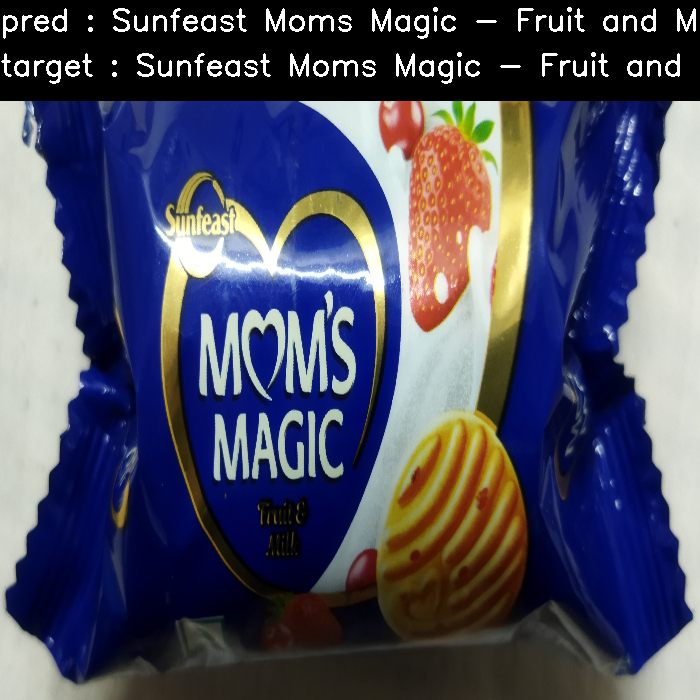 pred : Sunfeast Moms Magic – Fruit and M
target : Sunfeast Moms Magic – Fruit and
Sunfeast
MOM'S
MAGIC
Fruit &
Milk